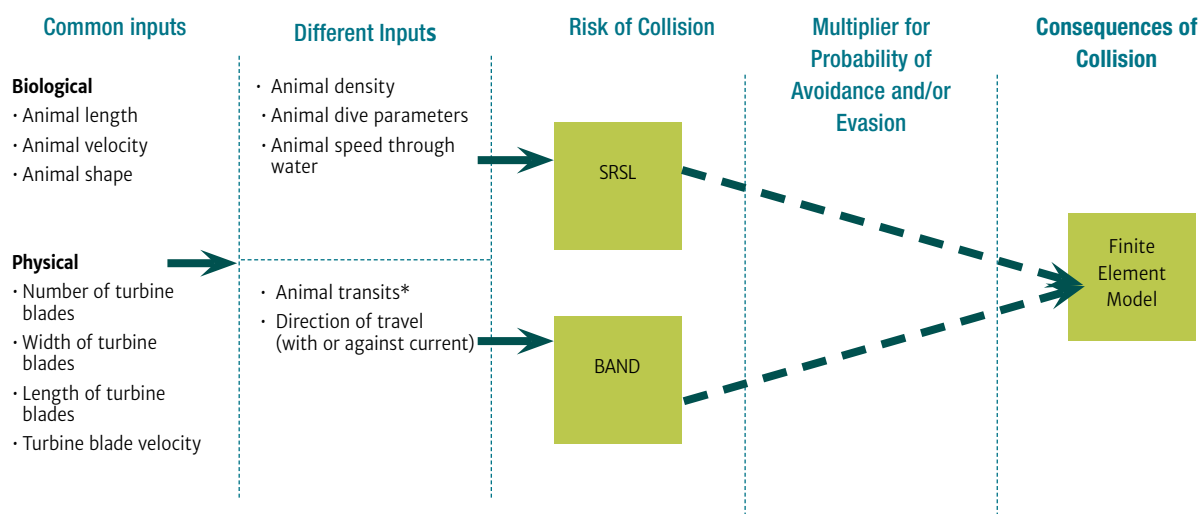 Common inputs
Different Inputs
Risk of Collision
Multiplier for
Probability of
Avoidance and/or
Evasion
Consequences of
Collision
Biological
· Animal length
· Animal velocity
· Animal shape
Physical
· Number of turbine
blades
· Width of turbine
blades
· Length of turbine
blades
· Turbine blade velocity
· Animal density
· Animal dive parameters
· Animal speed through
water
· Animal transits*
· Direction of travel
(with or against current)
SRSL
BAND
Finite
Element
Model